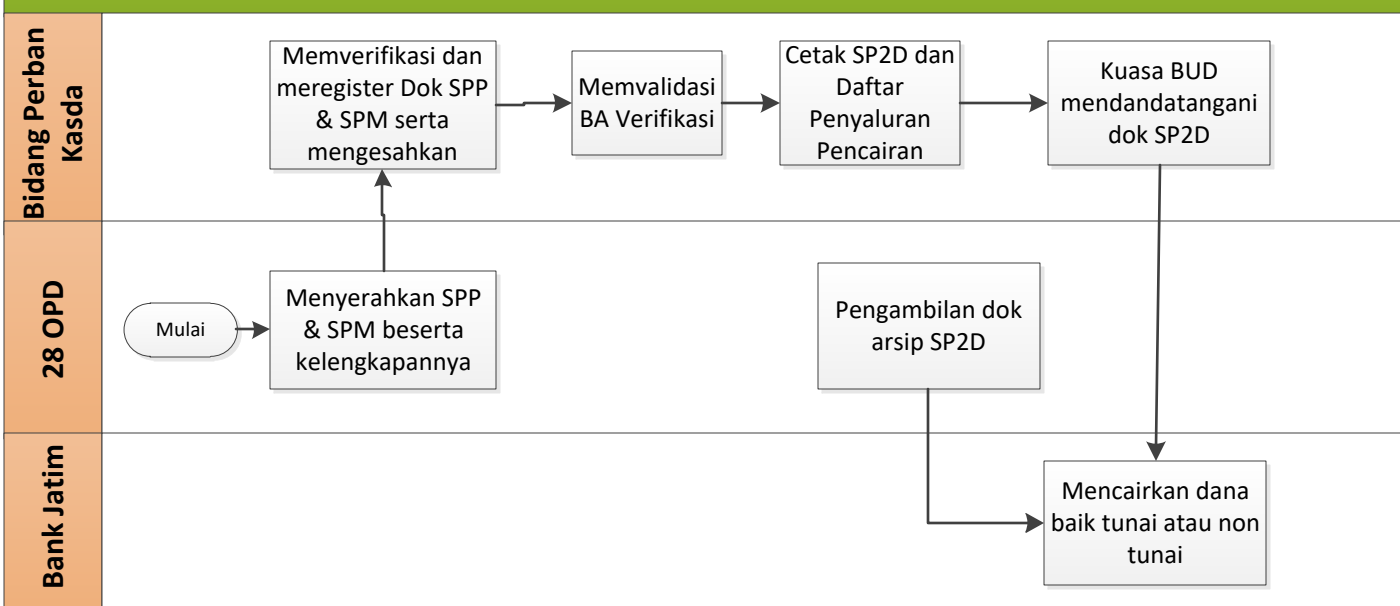 Bidang Perban
Kasda
Memverifikasi dan
meregister Dok SPP
& SPM serta
mengesahkan
Memvalidasi
BA Verifikasi
Cetak SP2D dan
Daftar
Penyaluran
Pencairan
Kuasa BUD
mendandatangani
dok SP2D
28 OPD
Mulai
Menyerahkan SPP
& SPM beserta
kelengkapannya
Pengambilan dok
arsip SP2D
Bank Jatim
Mencairkan dana
baik tunai atau non
tunai